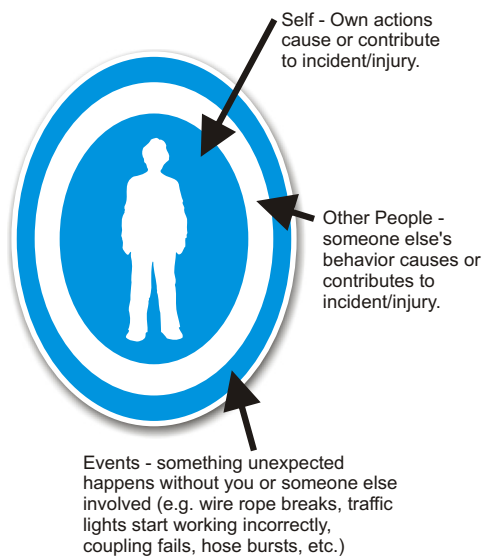 Self - Own actions
cause or contribute
to incident/injury.
Other People -
someone else's
behavior causes or
contributes to
incident/injury.
Events - something unexpected
happens without you or someone else
involved (e.g. wire rope breaks, traffic
lights start working incorrectly,
coupling fails, hose bursts, etc.)